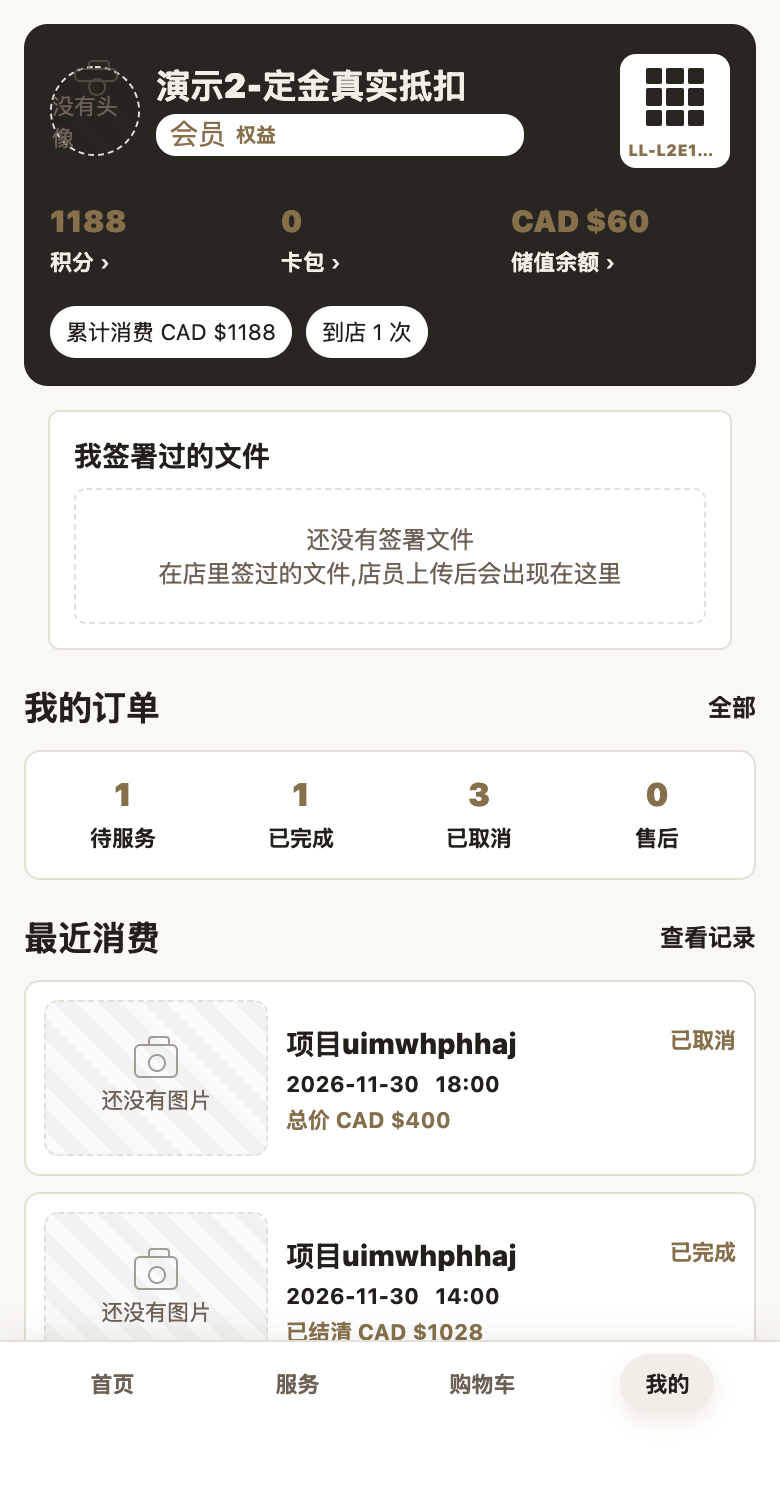 没有头
像
演示2-定金真实抵扣
会员 权益
LL-L2E1...
1188
积分 ›
0
卡包 ›
CAD $60
储值余额 ›
累计消费 CAD $1188
到店 1 次
我签署过的文件
还没有签署文件
在店里签过的文件,店员上传后会出现在这里
我的订单
全部
1
待服务
1
已完成
3
已取消
0
售后
最近消费
查看记录
还没有图片
项目uimwhphhaj
已取消
2026-11-30 18:00
总价 CAD $400
还没有图片
项目uimwhphhaj
已完成
2026-11-30 14:00
已结清 CAD $1028
首页
服务
购物车
我的